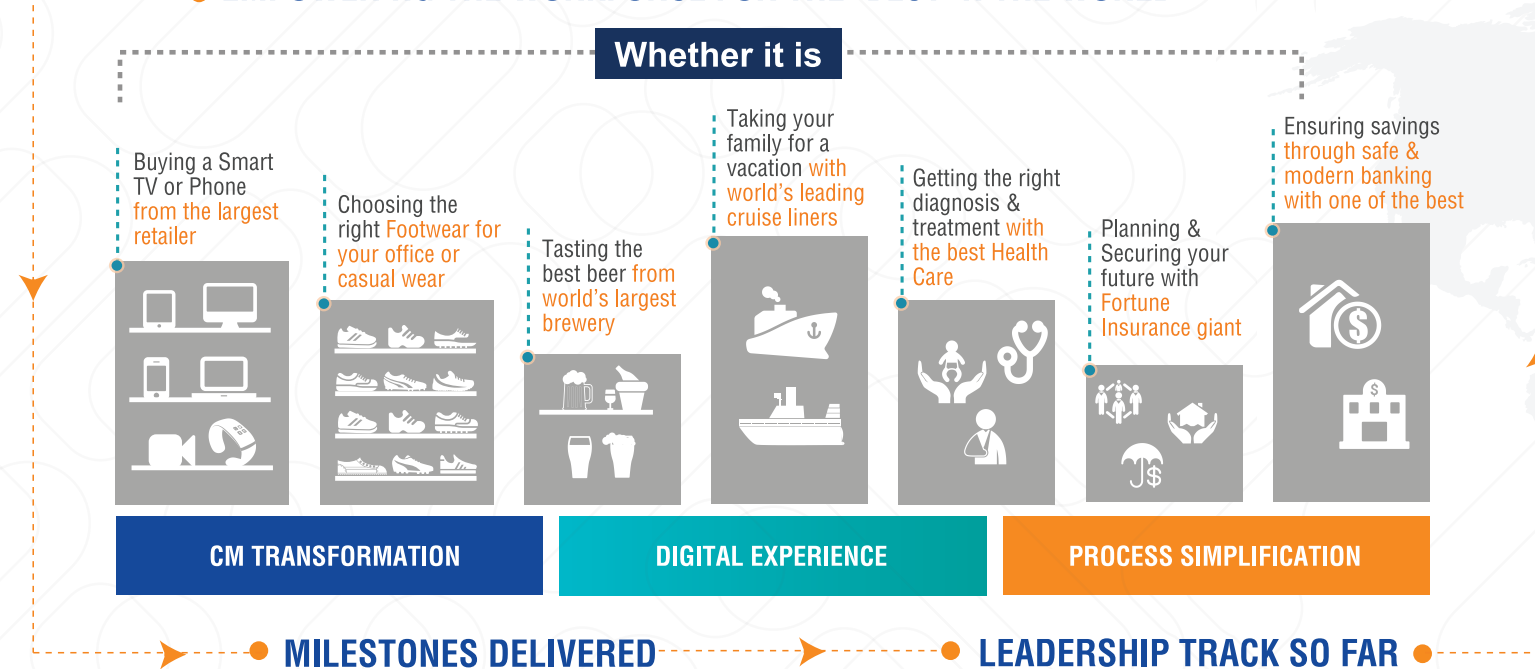 Whether it is
Buying a Smart
TV or Phone
from the largest
retailer
Choosing the
right Footwear for
your office or
casual wear
Tasting the
best beer from
world's largest
brewery
Taking your
family for a
vacation with
world's leading
cruise liners
Getting the right
diagnosis &
treatment with
the best Health
Care
Planning &
Securing your
future with
Fortune
Insurance giant
Ensuring savings
through safe &
modern banking
with one of the best
$
$
$
CM TRANSFORMATION
DIGITAL EXPERIENCE
PROCESS SIMPLIFICATION
MILESTONES DELIVERED
LEADERSHIP TRACK SO FAR